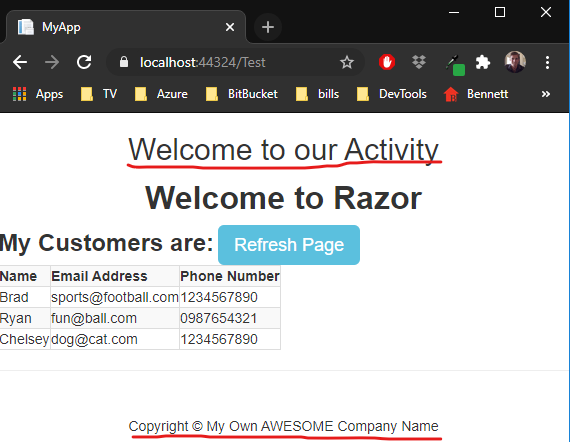 MyApp
localhost:44324/Test
Apps TV Azure BitBucket bills DevTools Bennett
Welcome to our Activity
Welcome to Razor
My Customers are: Refresh Page
Name Email Address Phone Number
Brad sports@football.com 1234567890
Ryan fun@ball.com 0987654321
Chelsey dog@cat.com 1234567890
Copyright © My Own AWESOME Company Name